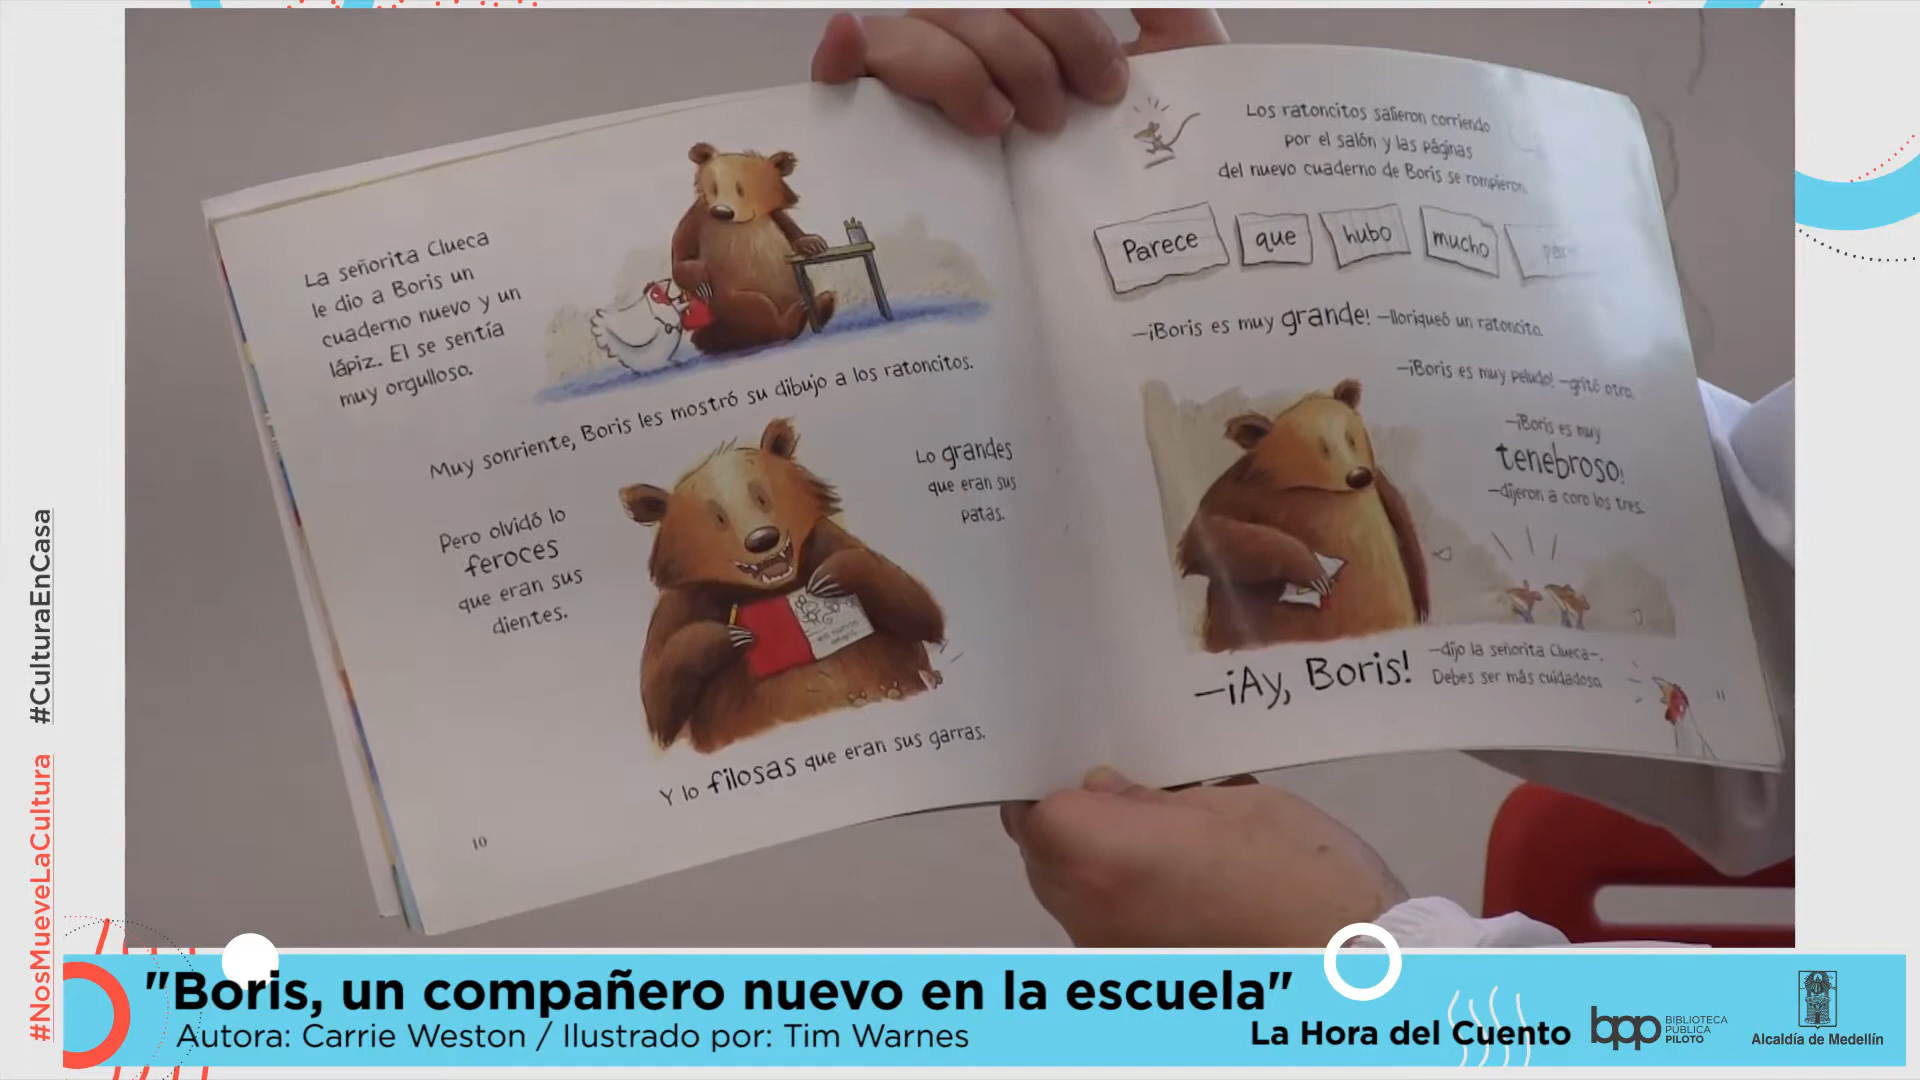 La señorita Clueca
le dio a Boris un
cuaderno nuevo y un
lápiz. El se sentía
muy orgulloso.
Muy sonriente, Boris les mostró su dibujo a los ratoncitos.
Pero olvidó lo
feroces
que eran sus
dientes.
Lo grandes
que eran sus
patas.
Y lo filosas que eran sus garras.
10
Los ratoncitos salieron corriendo
por el salón y las páginas
del nuevo cuaderno de Boris se rompieron.
Parece que hubo mucho
—¡Boris es muy grande! —lloriqueó un ratoncito.
—¡Boris es muy peludo! —gritó otro.
—¡Boris es muy
tenebroso!
—dijeron a coro los tres.
—¡Ay, Boris! —dijo la señorita Clueca—.
Debes ser más cuidadoso.
11
#NosMueveLaCultura #CulturaEnCasa
"Boris, un compañero nuevo en la escuela"
Autora: Carrie Weston / Ilustrado por: Tim Warnes
La Hora del Cuento
bpp BIBLIOTECA
PÚBLICA
PILOTO
Alcaldía de Medellín